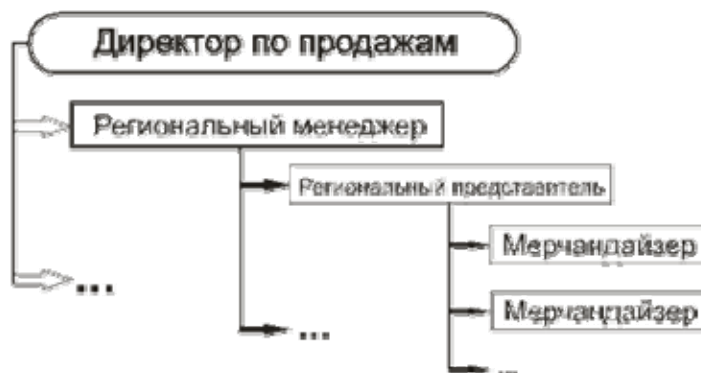 Директор по продажам
Региональный менеджер
Региональный представитель
Мерчандайзер
...
...
Мерчандайзер
...